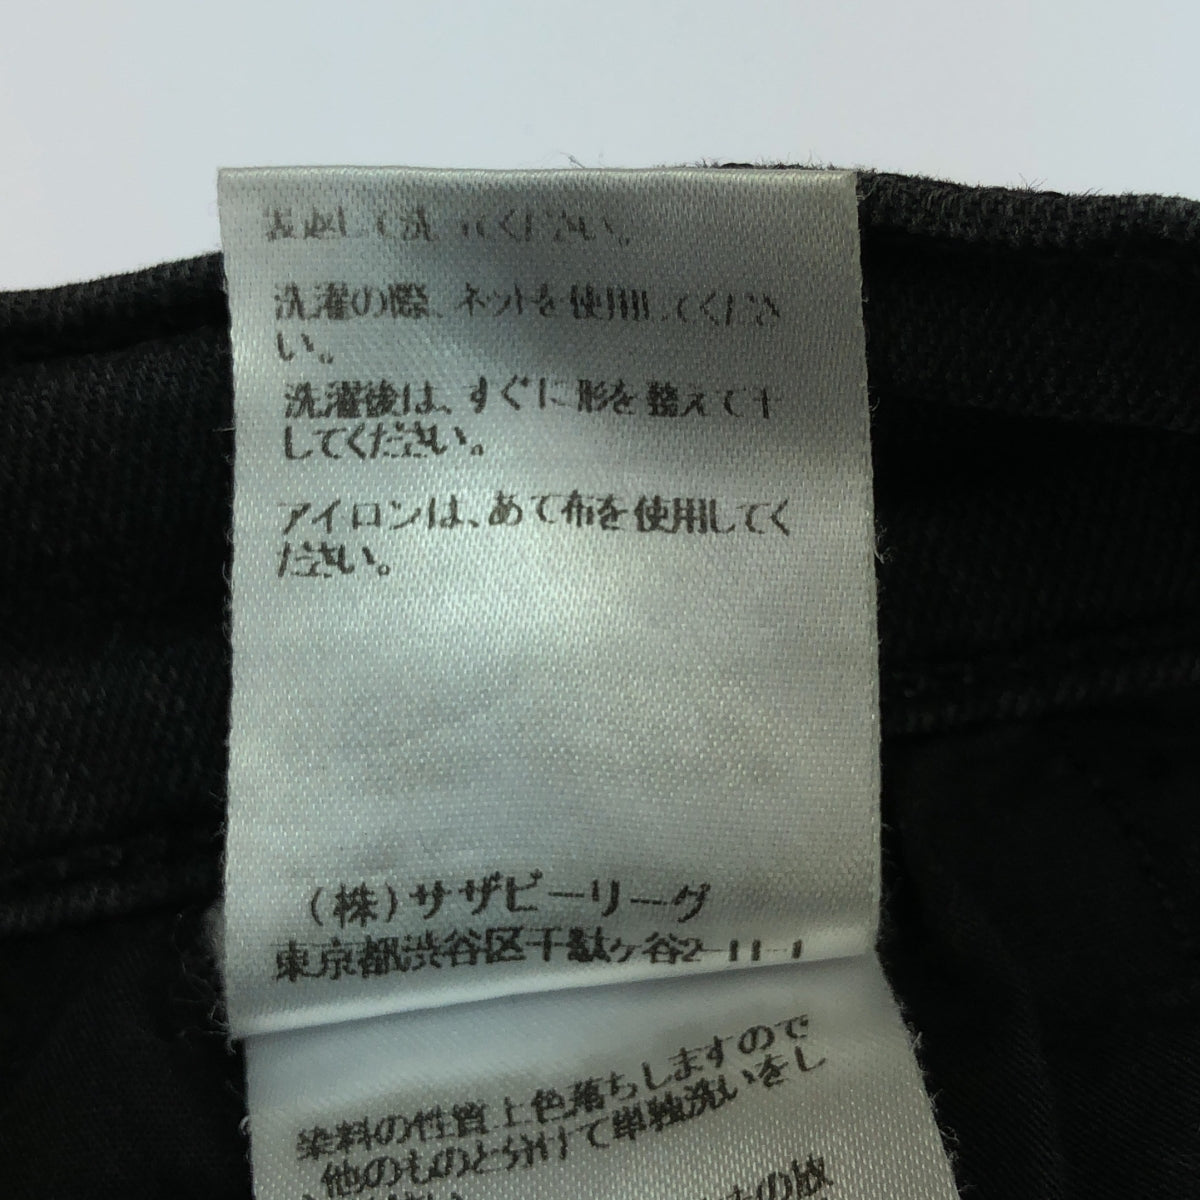 裏返して洗ってください。
洗濯の際、ネットを使用してくださ
い。
洗濯後は、すぐに形を整えて干
してください。
アイロンは、あて布を使用してく
ださい。
(株)サザビーリーグ
東京都渋谷区千駄ヶ谷2-11-1
染料の性質上色落ちしますので
他のものと分けて単独洗いをし
ものの故